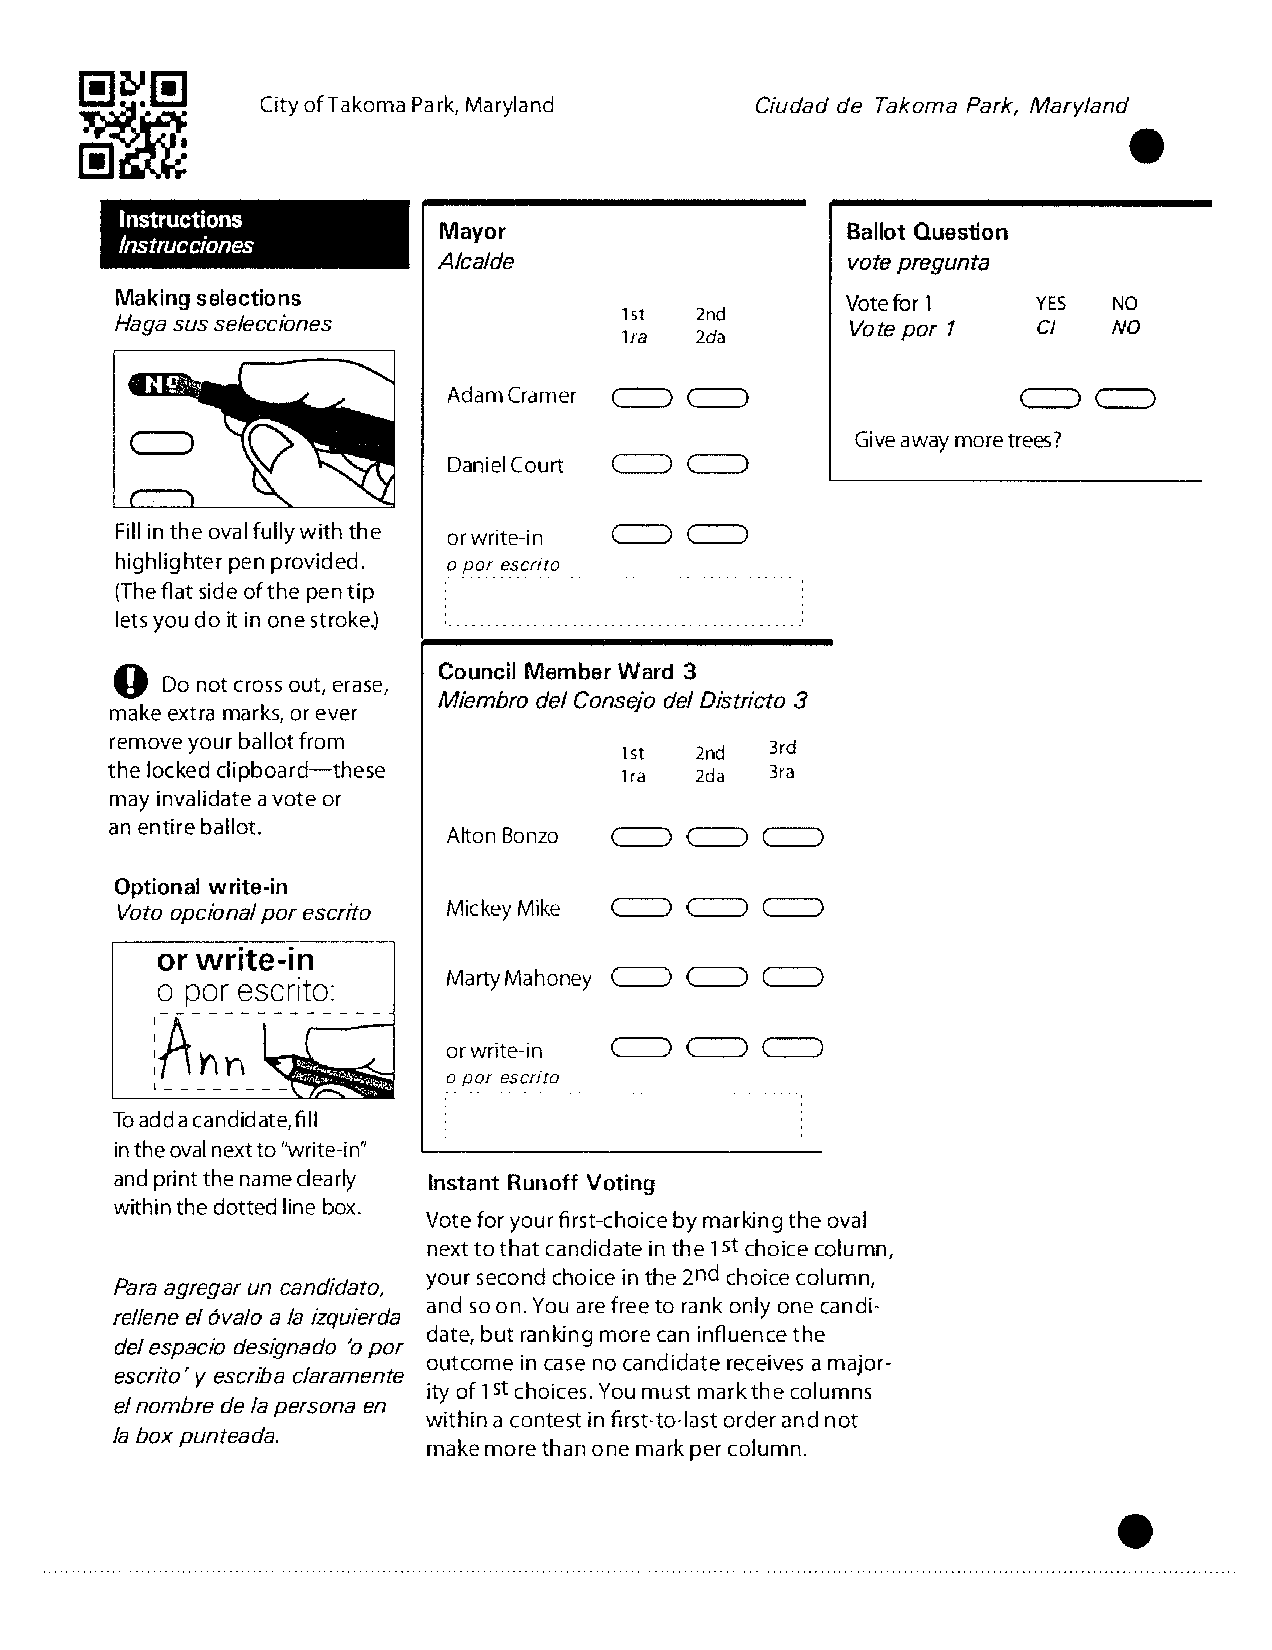 City of Takoma Park, Maryland
Ciudad de Takoma Park, Maryland
Instructions
Instrucciones
Making selections
Haga sus selecciones
No
Fill in the oval fully with the
highlighter pen provided.
(The flat side of the pen tip
lets you do it in one stroke.)
Do not cross out, erase,
make extra marks, or ever
remove your ballot from
the locked clipboard—these
may invalidate a vote or
an entire ballot.
Optional write-in
Voto opcional por escrito
or write-in
o por escrito:
Ann
To add a candidate, fill
in the oval next to "write-in"
and print the name clearly
within the dotted line box.
Para agregar un candidato,
rellene el óvalo a la izquierda
del espacio designado 'o por
escrito' y escriba claramente
el nombre de la persona en
la box punteada.
Mayor
Alcalde
1st 2nd
1ra 2da
Adam Cramer
Daniel Court
or write-in
o por escrito
Council Member Ward 3
Miembro del Consejo del Districto 3
1st 2nd 3rd
1ra 2da 3ra
Alton Bonzo
Mickey Mike
Marty Mahoney
or write-in
o por escrito
Instant Runoff Voting
Vote for your first-choice by marking the oval
next to that candidate in the 1st choice column,
your second choice in the 2nd choice column,
and so on. You are free to rank only one candi-
date, but ranking more can influence the
outcome in case no candidate receives a major-
ity of 1st choices. You must mark the columns
within a contest in first-to-last order and not
make more than one mark per column.
Ballot Question
vote pregunta
Vote for 1 YES NO
Vote por 1 CI NO
Give away more trees?